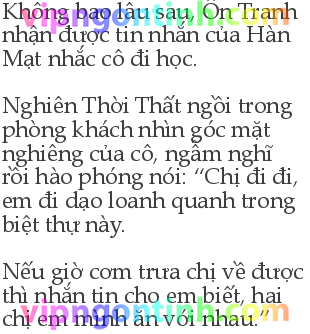 Không bao lâu sau, Ôn Tranh
nhận được tin nhắn của Hàn
Mạt nhắc cô đi học.
Nghiên Thời Thất ngồi trong
phòng khách nhìn góc mặt
nghiêng của cô, ngẫm nghĩ
rồi hào phóng nói: “Chị đi đi,
em đi dạo loanh quanh trong
biệt thự này.
Nếu giờ cơm trưa chị về được
thì nhắn tin cho em biết, hai
chị em mình ăn với nhau.”
vipngontinh.com